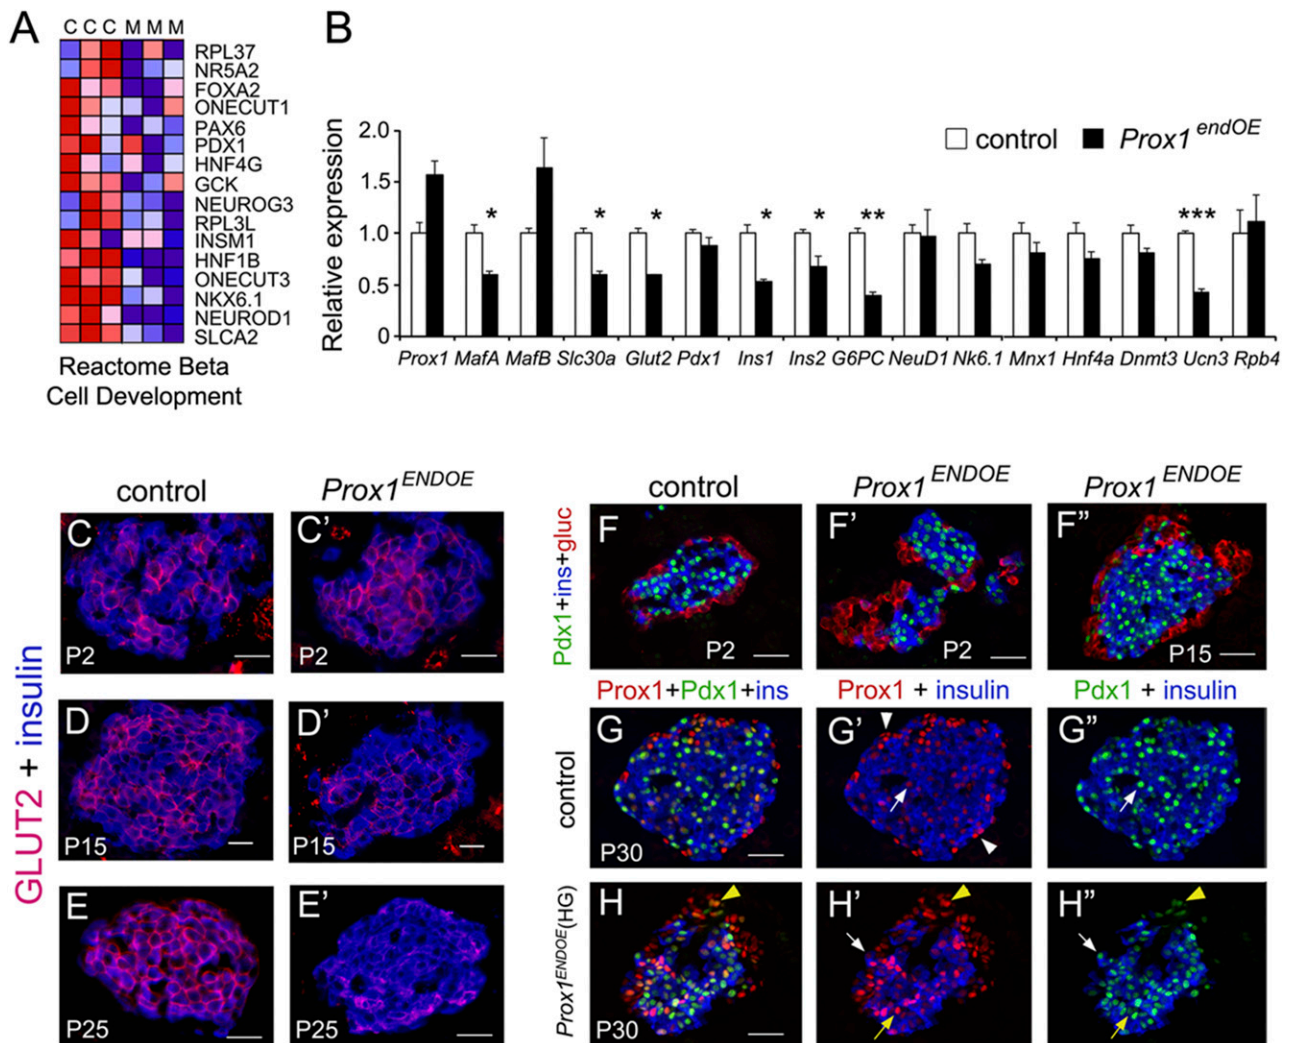 A
C C C M M M
RPL37
NR5A2
FOXA2
ONECUT1
PAX6
PDX1
HNF4G
GCK
NEUROG3
RPL3L
INSM1
HNF1B
ONECUT3
NKX6.1
NEUROD1
SLCA2
Reactome Beta
Cell Development
B
control Prox1 endOE
Relative expression
2.0
1.5
1.0
0.5
0
* * * * * ** ***
Prox1 MafA MafB Slc30a Glut2 Pdx1 Ins1 Ins2 G6PC NeuD1 Nk6.1 Mnx1 Hnf4a Dnmt3 Ucn3 Rpb4
control Prox1 ENDOE
GLUT2 + insulin
C P2
C' P2
D P15
D' P15
E P25
E' P25
control Prox1 ENDOE Prox1 ENDOE
Pdx1+ins+gluc
F P2
F' P2
F" P15
Prox1+Pdx1+ins Prox1 + insulin Pdx1 + insulin
control
G P30
G'
G"
Prox1ENDOE(HG)
H P30
H'
H"